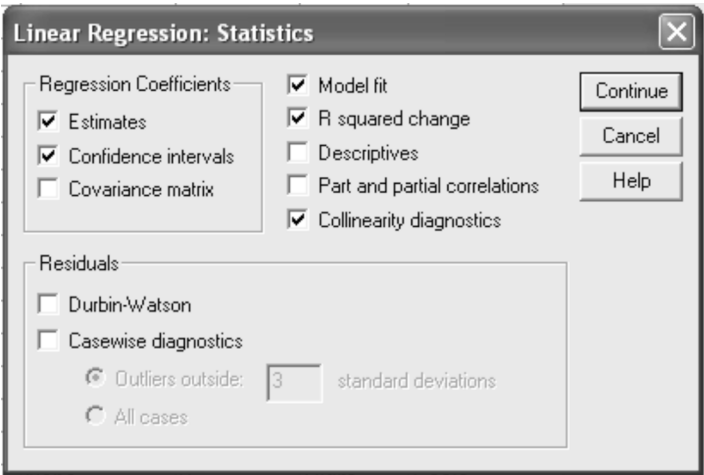 Linear Regression: Statistics
Regression Coefficients
Estimates
Confidence intervals
Covariance matrix
Model fit
R squared change
Descriptives
Part and partial correlations
Collinearity diagnostics
Continue
Cancel
Help
Residuals
Durbin-Watson
Casewise diagnostics
Outliers outside: 3 standard deviations
All cases